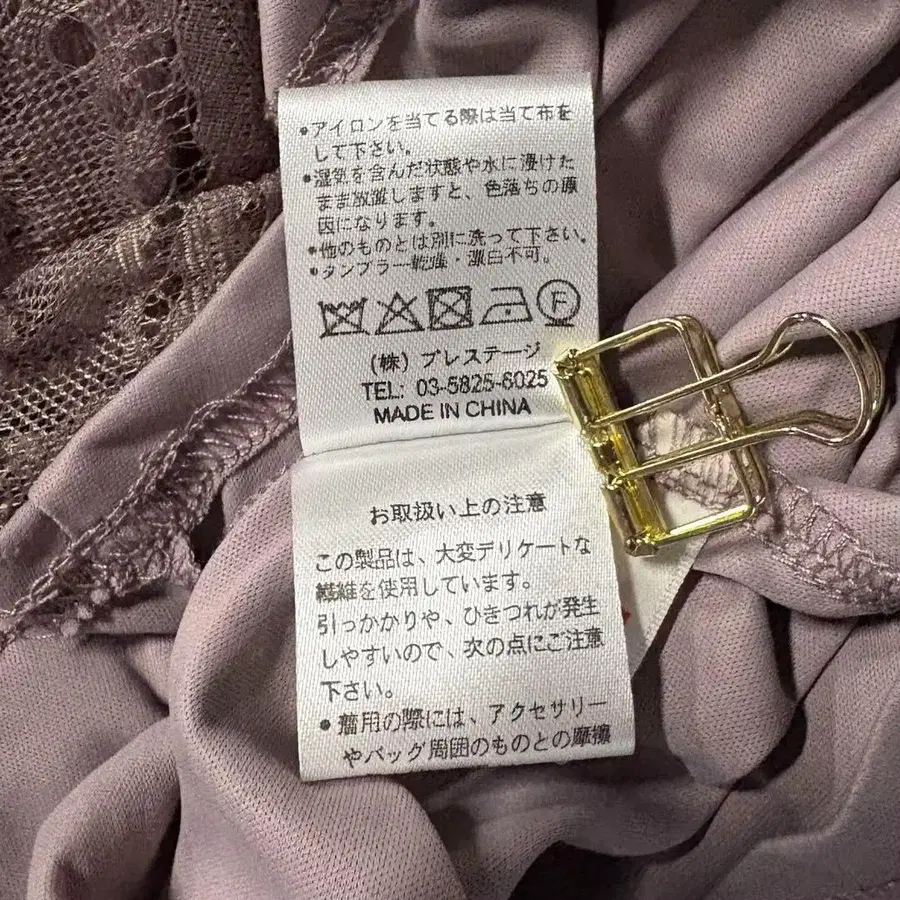 •アイロンを当てる際は当て布を
して下さい。
•湿気を含んだ状態や水に浸けた
まま放置しますと、色落ちの原
因になります。
•他のものとは別に洗って下さい。
•タンブラー乾燥・漂白不可。
F
(株) プレステージ
TEL: 03-5825-6025
MADE IN CHINA
お取扱い上の注意
この製品は、大変デリケートな
繊維を使用しています。
引っかかりや、ひきつれが発生
しやすいので、次の点にご注意
下さい。
•着用の際には、アクセサリー
やバッグ周囲のものとの摩擦